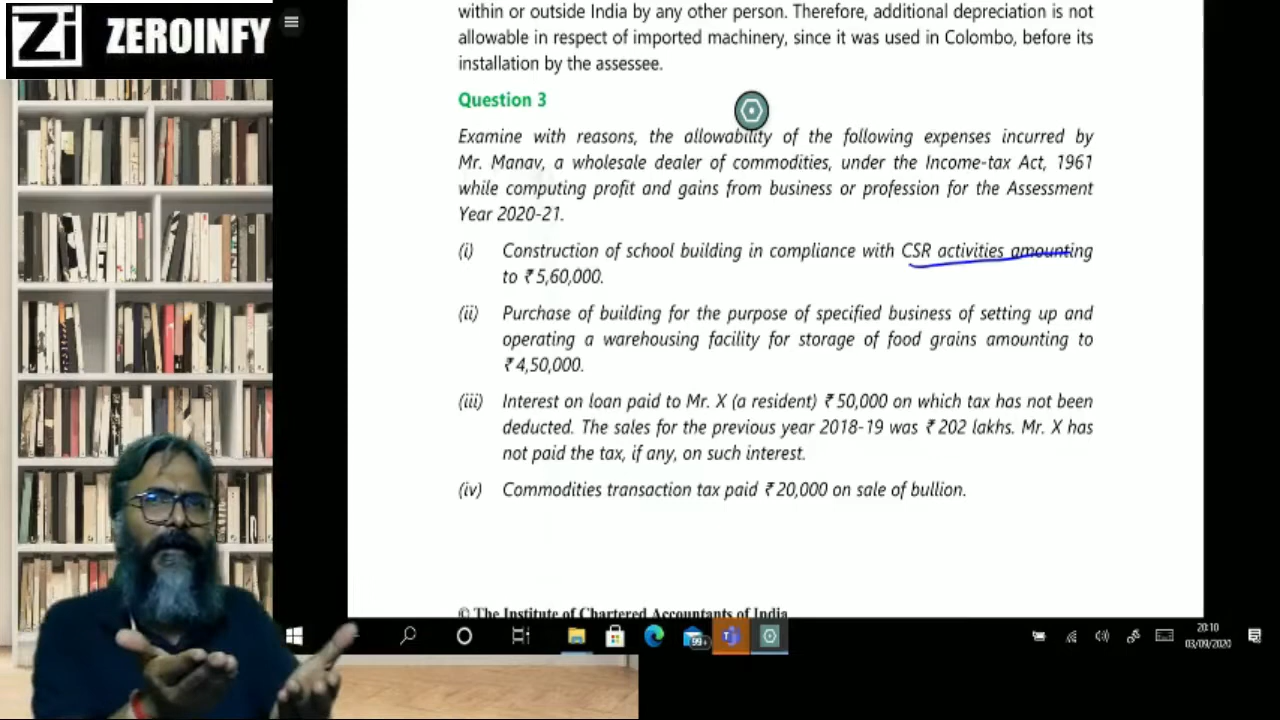 Zi ZEROINFY
within or outside India by any other person. Therefore, additional depreciation is not
allowable in respect of imported machinery, since it was used in Colombo, before its
installation by the assessee.
Question 3
Examine with reasons, the allowability of the following expenses incurred by
Mr. Manav, a wholesale dealer of commodities, under the Income-tax Act, 1961
while computing profit and gains from business or profession for the Assessment
Year 2020-21.
(i) Construction of school building in compliance with CSR activities amounting
to ₹ 5,60,000.
(ii) Purchase of building for the purpose of specified business of setting up and
operating a warehousing facility for storage of food grains amounting to
₹ 4,50,000.
(iii) Interest on loan paid to Mr. X (a resident) ₹ 50,000 on which tax has not been
deducted. The sales for the previous year 2018-19 was ₹ 202 lakhs. Mr. X has
not paid the tax, if any, on such interest.
(iv) Commodities transaction tax paid ₹ 20,000 on sale of bullion.
© The Institute of Chartered Accountants of India
99+
20:10
03/09/2020